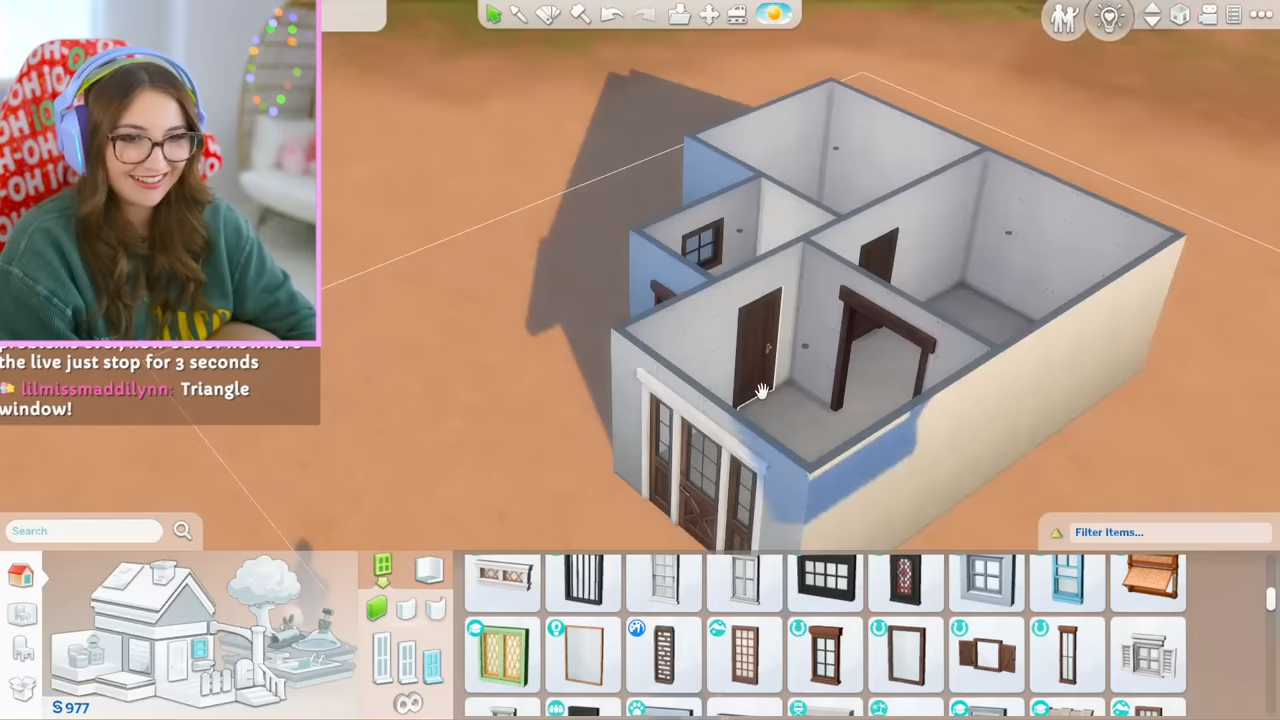 the live just stop for 3 seconds
lilmissmaddilynn: Triangle
window!
Search
Filter Items...
§977